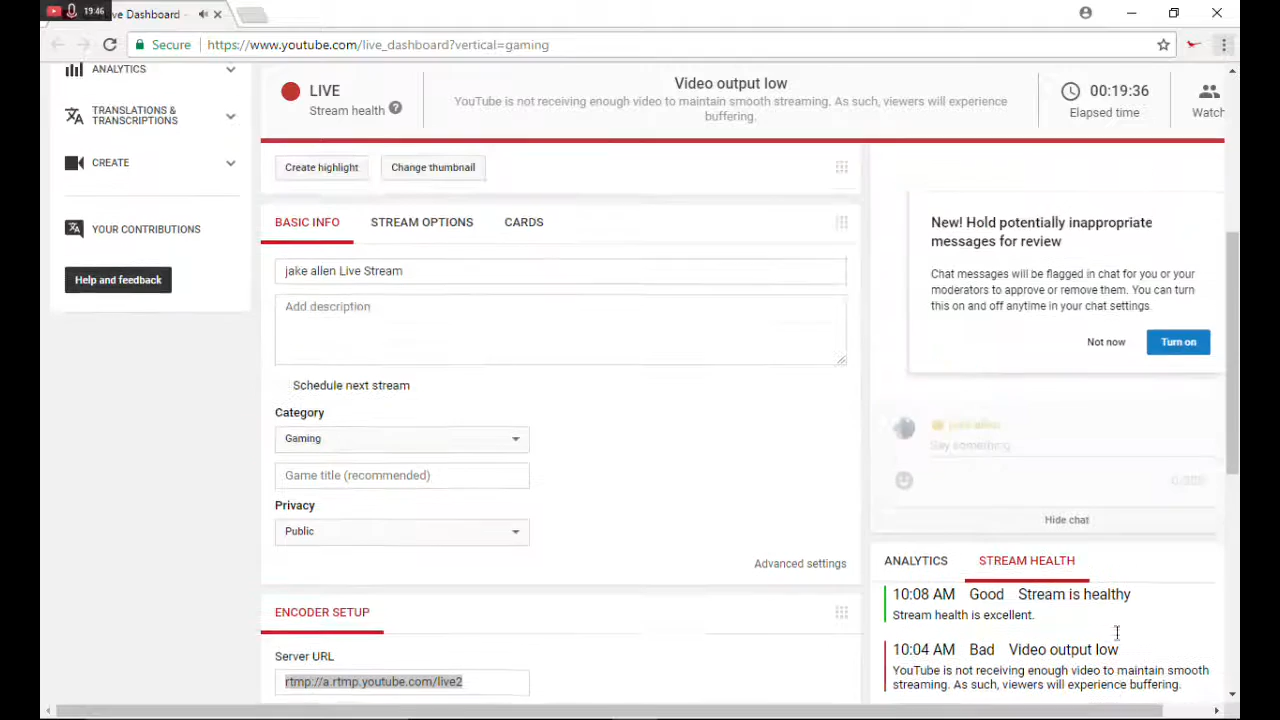 19:46
ve Dashboard -
Secure
https://www.youtube.com/live_dashboard?vertical=gaming
ANALYTICS
TRANSLATIONS &
TRANSCRIPTIONS
CREATE
YOUR CONTRIBUTIONS
Help and feedback
LIVE
Stream health
Video output low
YouTube is not receiving enough video to maintain smooth streaming. As such, viewers will experience
buffering.
00:19:36
Elapsed time
Watch
Create highlight
Change thumbnail
BASIC INFO
STREAM OPTIONS
CARDS
jake allen Live Stream
Add description
Schedule next stream
Category
Gaming
Game title (recommended)
Privacy
Public
Advanced settings
ENCODER SETUP
Server URL
rtmp://a.rtmp.youtube.com/live2
New! Hold potentially inappropriate
messages for review
Chat messages will be flagged in chat for you or your
moderators to approve or remove them. You can turn
this on and off anytime in your chat settings.
Not now
Turn on
jake allen
Say something...
0/200
Hide chat
ANALYTICS
STREAM HEALTH
10:08 AM Good Stream is healthy
Stream health is excellent.
10:04 AM Bad Video output low
YouTube is not receiving enough video to maintain smooth
streaming. As such, viewers will experience buffering.